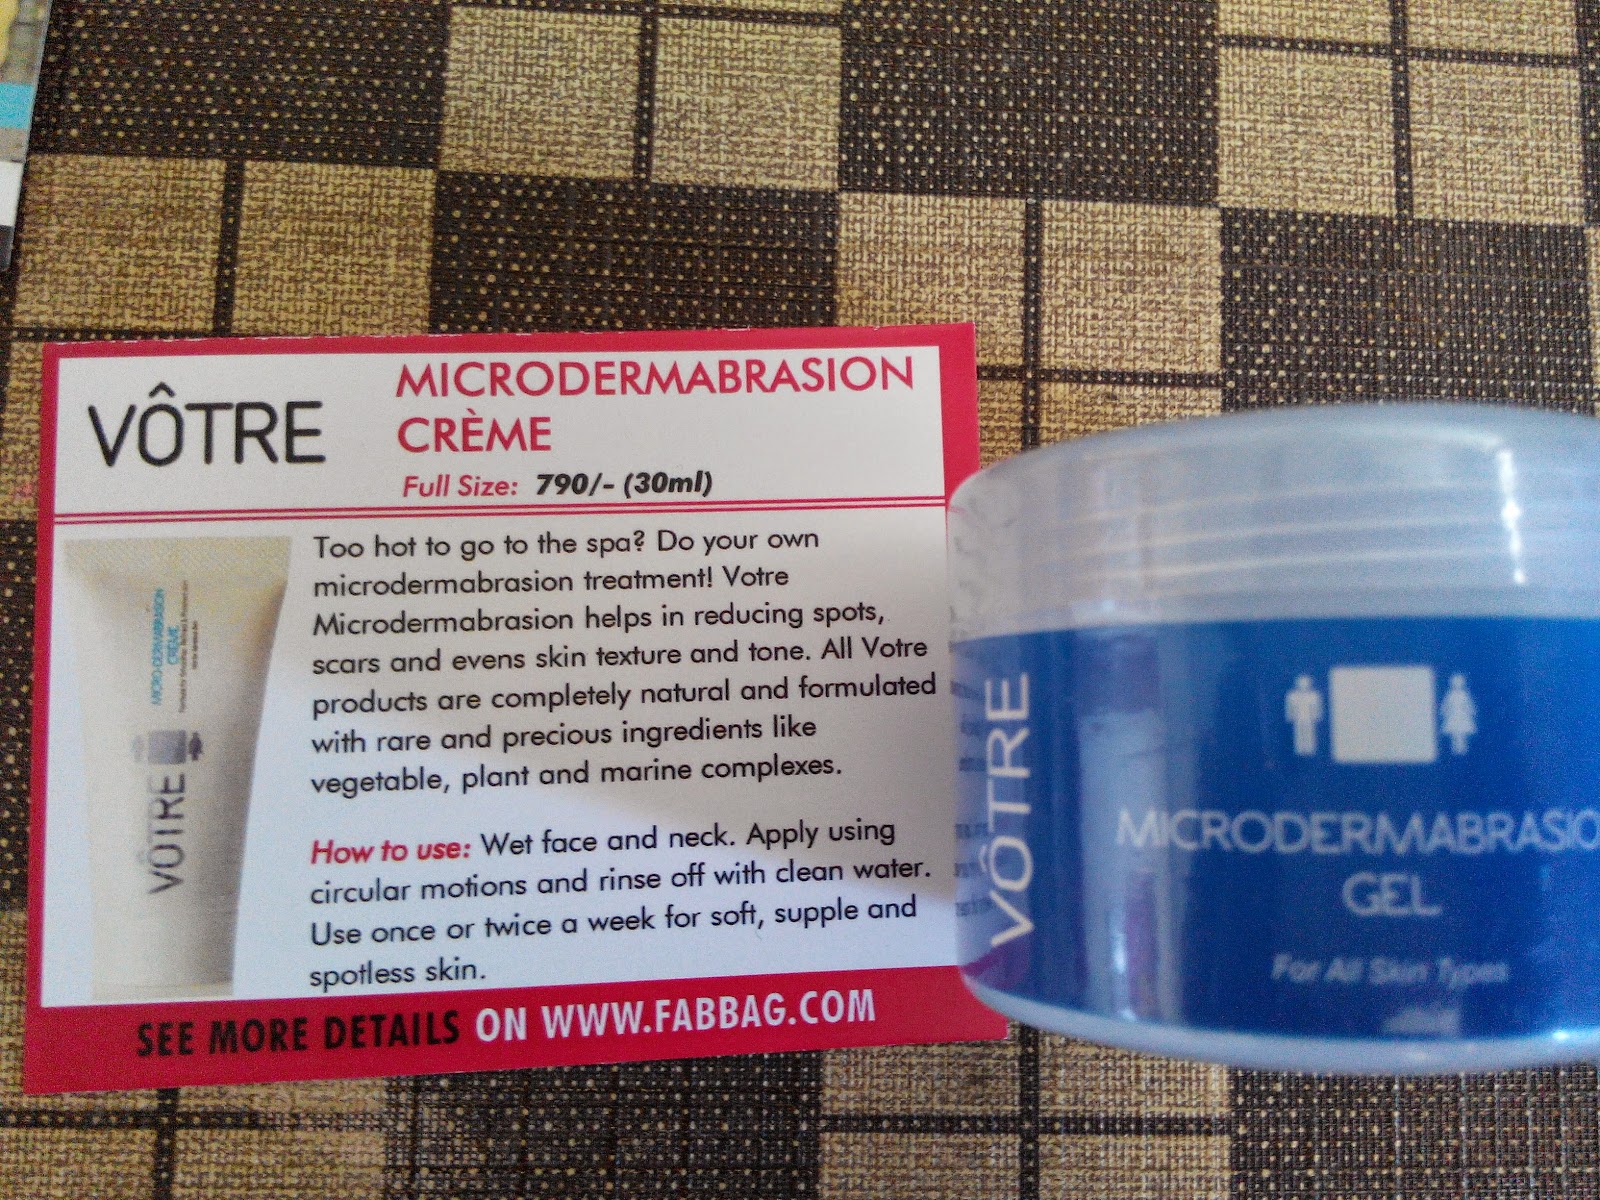 VÔTRE
MICRODERMABRASION
CRÈME
Full Size: 790/- (30ml)
Too hot to go to the spa? Do your own
microdermabrasion treatment! Votre
Microdermabrasion helps in reducing spots,
scars and evens skin texture and tone. All Votre
products are completely natural and formulated
with rare and precious ingredients like
vegetable, plant and marine complexes.
How to use: Wet face and neck. Apply using
circular motions and rinse off with clean water.
Use once or twice a week for soft, supple and
spotless skin.
SEE MORE DETAILS ON WWW.FABBAG.COM
MICRO-DERMABRASION
CRÈME
VÔTRE
VÔTRE
MICRODERMABRASIO
GEL
For All Skin Types